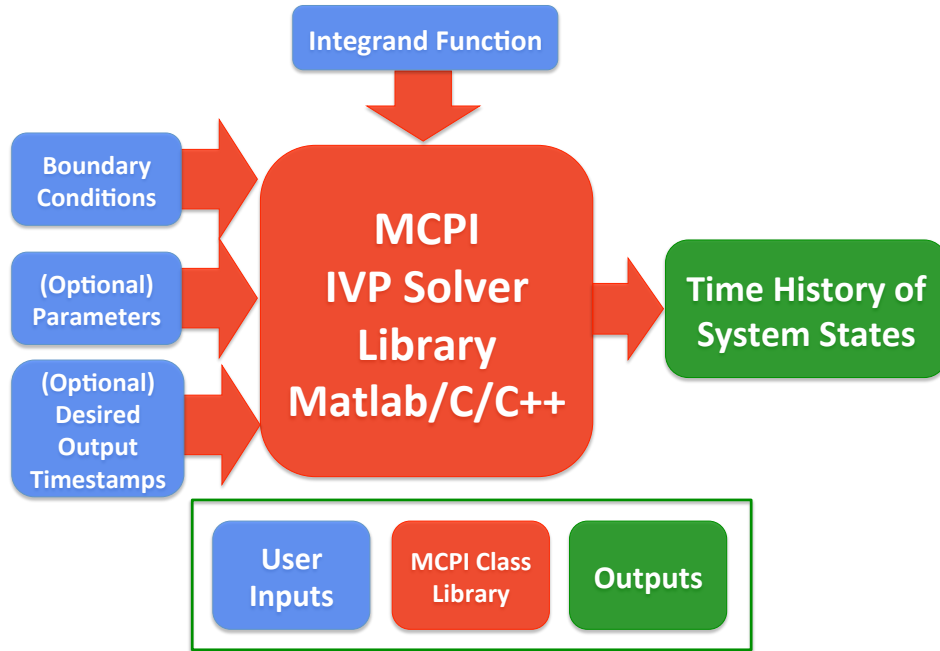 Integrand Function
Boundary
Conditions
(Optional)
Parameters
(Optional)
Desired
Output
Timestamps
MCPI
IVP Solver
Library
Matlab/C/C++
Time History of
System States
User
Inputs
MCPI Class
Library
Outputs